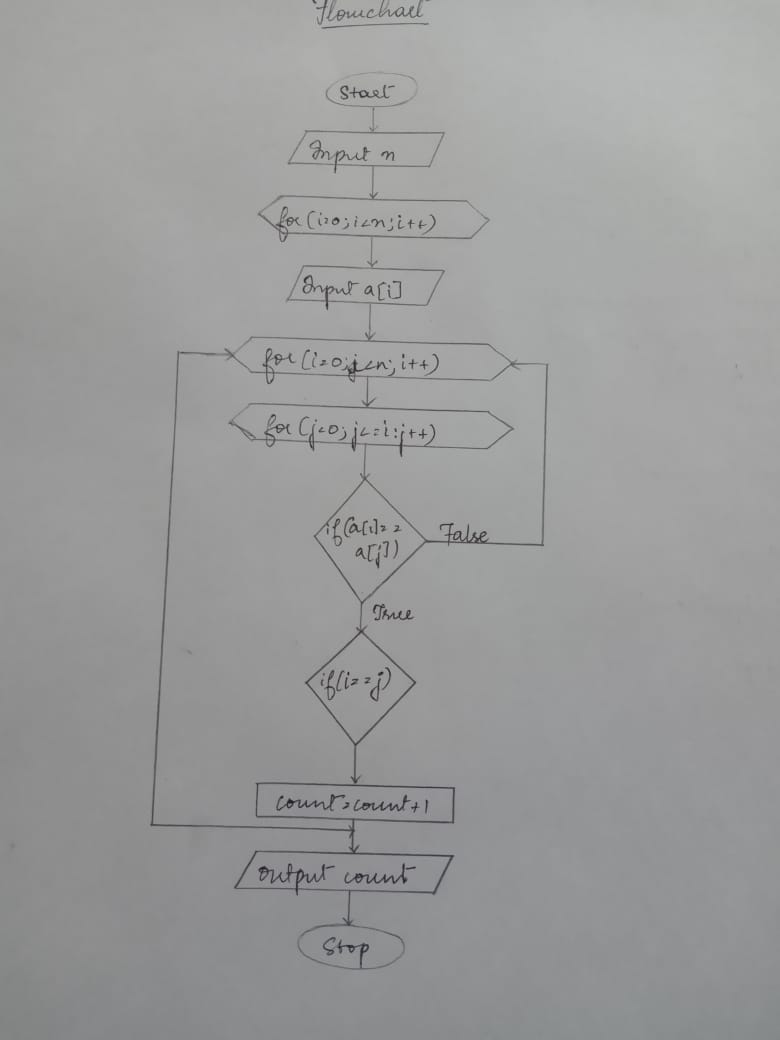 Flowchart
Start
Input n
for (i=0; i<n; i++)
Input a[i]
for (i=0; j<n; i++)
for (j<0; j<=i; j++)
if (a[i]==
a[j])
False
True
if (i==j)
count=count+1
output count
Stop